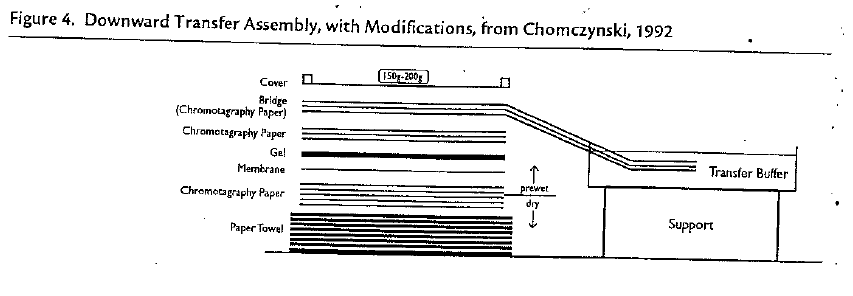 Figure 4. Downward Transfer Assembly, with Modifications, from Chomczynski, 1992
150g-200g
Cover
Bridge
(Chromotagraphy Paper)
Chromotagraphy Paper
Gel
Membrane
Transfer Buffer
Chromotagraphy Paper
prewet
dry
Paper Towel
Support